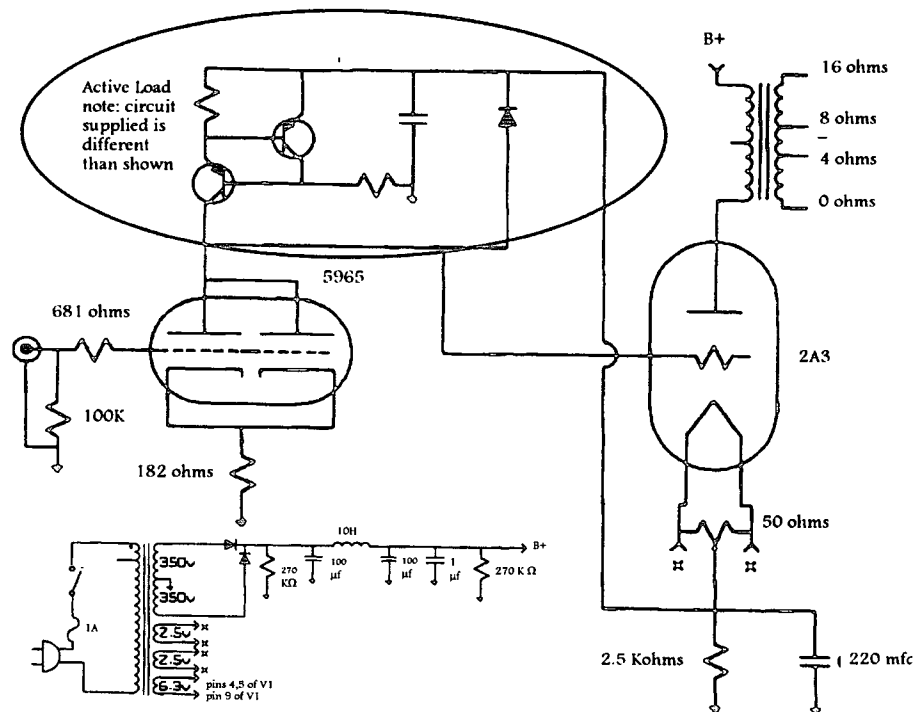 B+
16 ohms
Active Load
note: circuit
supplied is
different
than shown
8 ohms
4 ohms
0 ohms
5965
681 ohms
2A3
100K
182 ohms
50 ohms
¤
¤
10H
B+
350v
270
KΩ
100
µf
100
µf
1
µf
270 K Ω
350v
1A
2.5v
2.5v
6.3v
pins 4,5 of V1
pin 9 of V1
2.5 Kohms
220 mfc